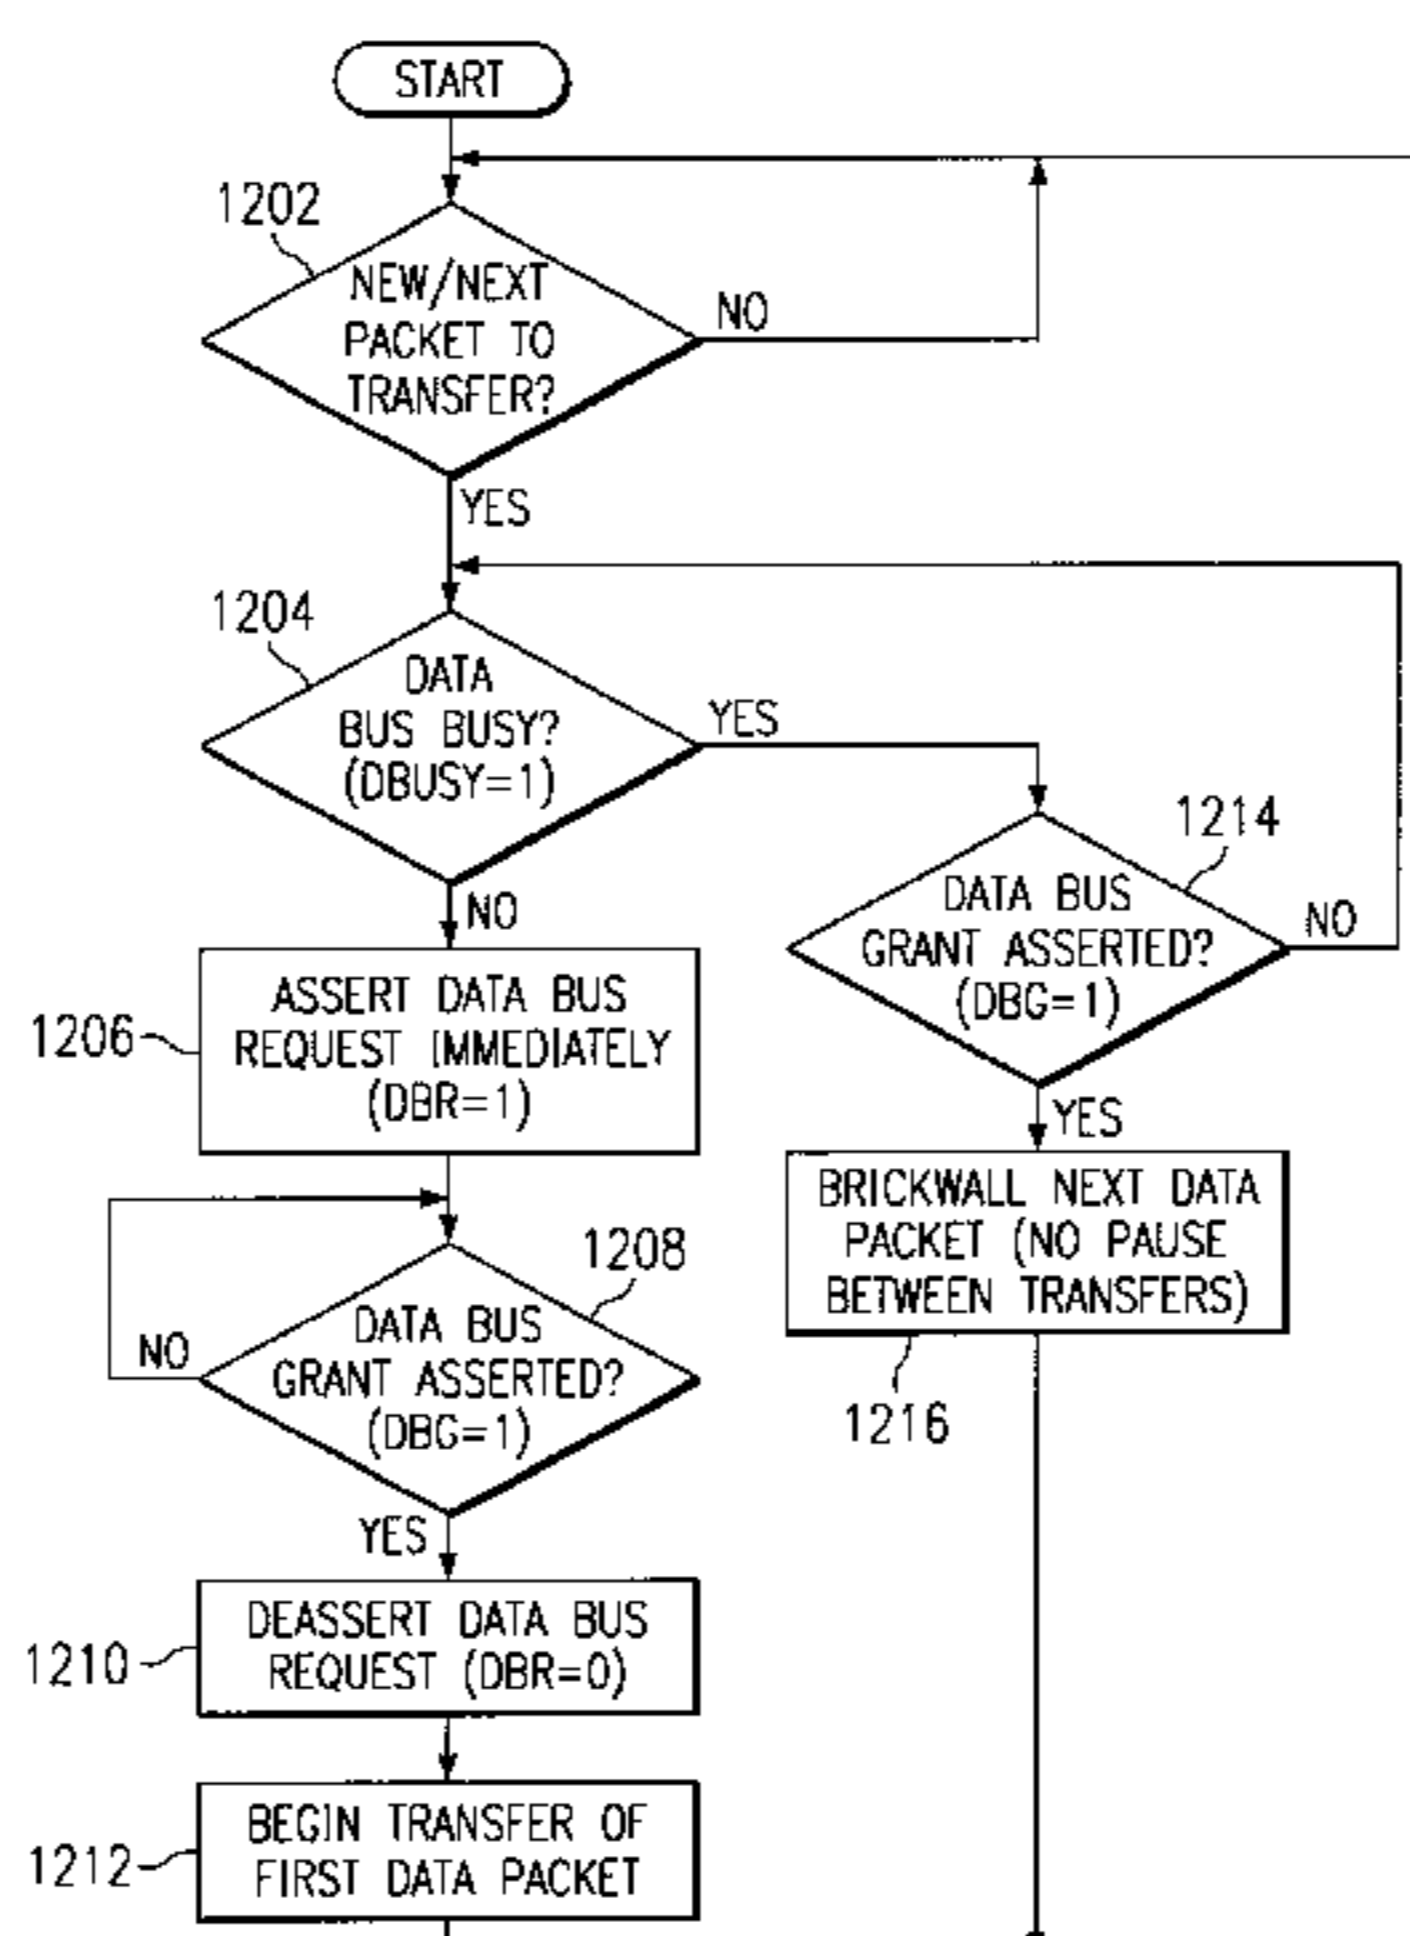 START
1202
NEW/NEXT
PACKET TO
TRANSFER?
NO
YES
1204
DATA
BUS BUSY?
(DBUSY=1)
YES
NO
1214
DATA BUS
GRANT ASSERTED?
(DBG=1)
NO
YES
1206
ASSERT DATA BUS
REQUEST IMMEDIATELY
(DBR=1)
BRICKWALL NEXT DATA
PACKET (NO PAUSE
BETWEEN TRANSFERS)
1216
1208
DATA BUS
GRANT ASSERTED?
(DBG=1)
NO
YES
1210
DEASSERT DATA BUS
REQUEST (DBR=0)
1212
BEGIN TRANSFER OF
FIRST DATA PACKET